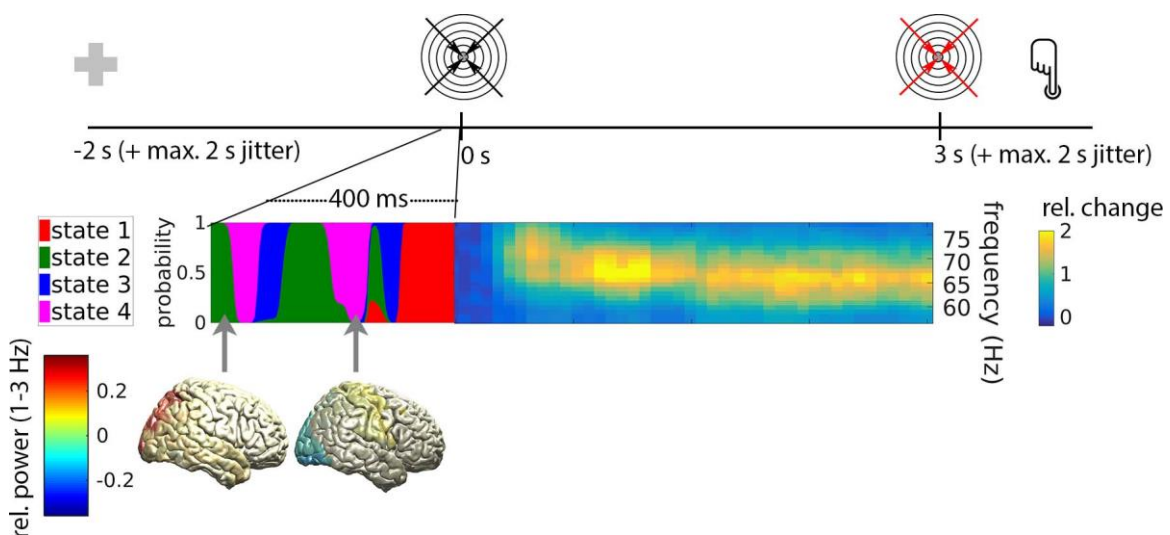 -2 s (+ max. 2 s jitter)
0 s
3 s (+ max. 2 s jitter)
400 ms
state 1
state 2
state 3
state 4
probability
1
0.5
0
75
70
65
60
frequency (Hz)
rel. change
2
1
0
rel. power (1-3 Hz)
0.2
0
-0.2